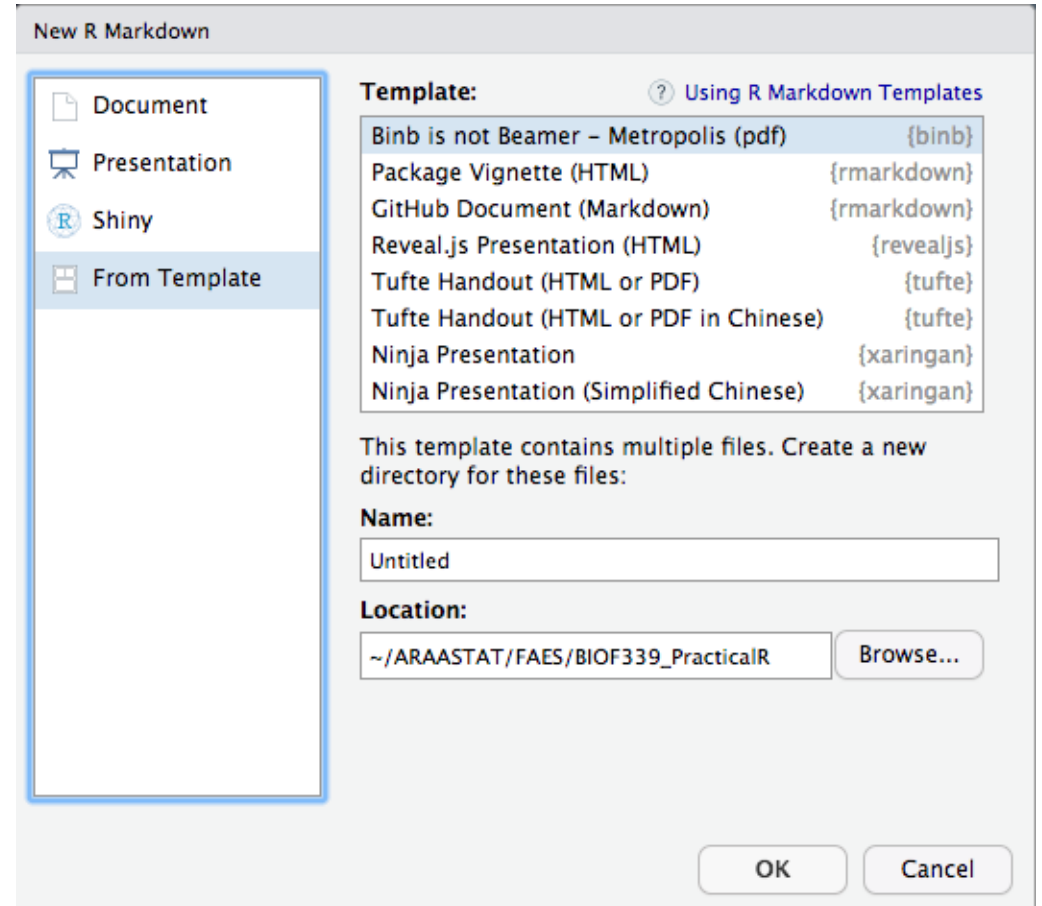 New R Markdown
Document
Presentation
Shiny
From Template
Template:
? Using R Markdown Templates
Binb is not Beamer – Metropolis (pdf) {binb}
Package Vignette (HTML) {rmarkdown}
GitHub Document (Markdown) {rmarkdown}
Reveal.js Presentation (HTML) {revealjs}
Tufte Handout (HTML or PDF) {tufte}
Tufte Handout (HTML or PDF in Chinese) {tufte}
Ninja Presentation {xaringan}
Ninja Presentation (Simplified Chinese) {xaringan}
This template contains multiple files. Create a new
directory for these files:
Name:
Untitled
Location:
~/ARAASTAT/FAES/BIOF339_PracticalR Browse...
OK Cancel